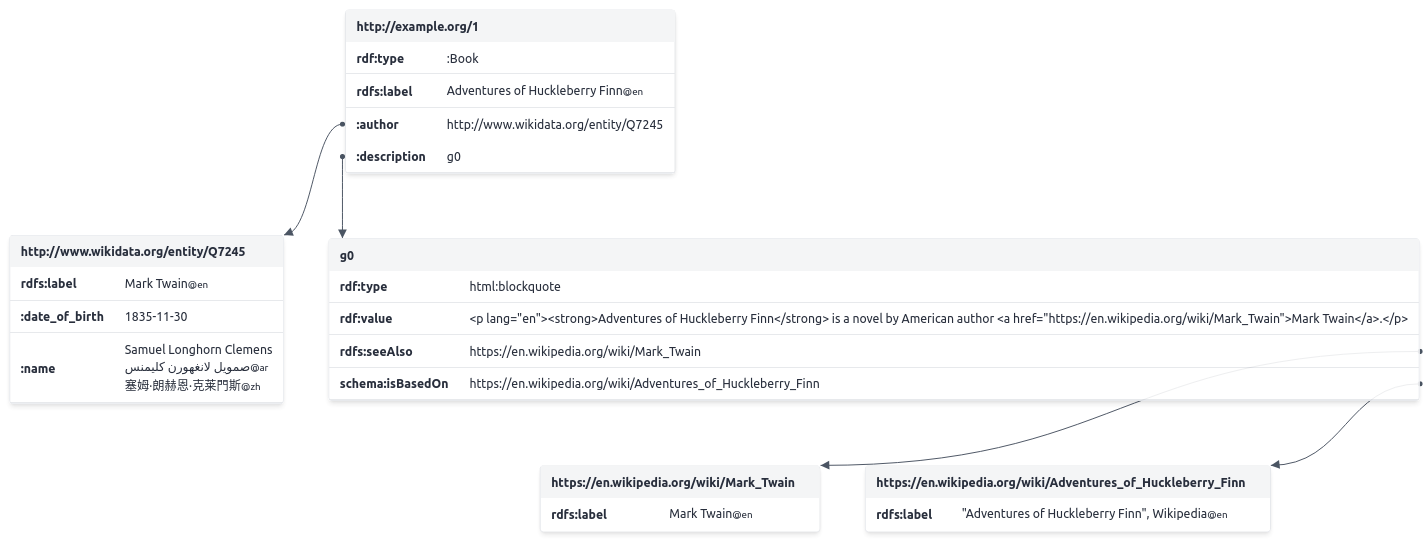 http://example.org/1
rdf:type :Book
rdfs:label Adventures of Huckleberry Finn@en
:author http://www.wikidata.org/entity/Q7245
:description g0
http://www.wikidata.org/entity/Q7245
rdfs:label Mark Twain@en
:date_of_birth 1835-11-30
:name Samuel Longhorn Clemens
صمويل لانغهورن كليمنس@ar
塞姆·朗赫恩·克莱門斯@zh
g0
rdf:type html:blockquote
rdf:value <p lang="en"><strong>Adventures of Huckleberry Finn</strong> is a novel by American author <a href="https://en.wikipedia.org/wiki/Mark_Twain">Mark Twain</a>.</p>
rdfs:seeAlso https://en.wikipedia.org/wiki/Mark_Twain
schema:isBasedOn https://en.wikipedia.org/wiki/Adventures_of_Huckleberry_Finn
https://en.wikipedia.org/wiki/Mark_Twain
rdfs:label Mark Twain@en
https://en.wikipedia.org/wiki/Adventures_of_Huckleberry_Finn
rdfs:label "Adventures of Huckleberry Finn", Wikipedia@en